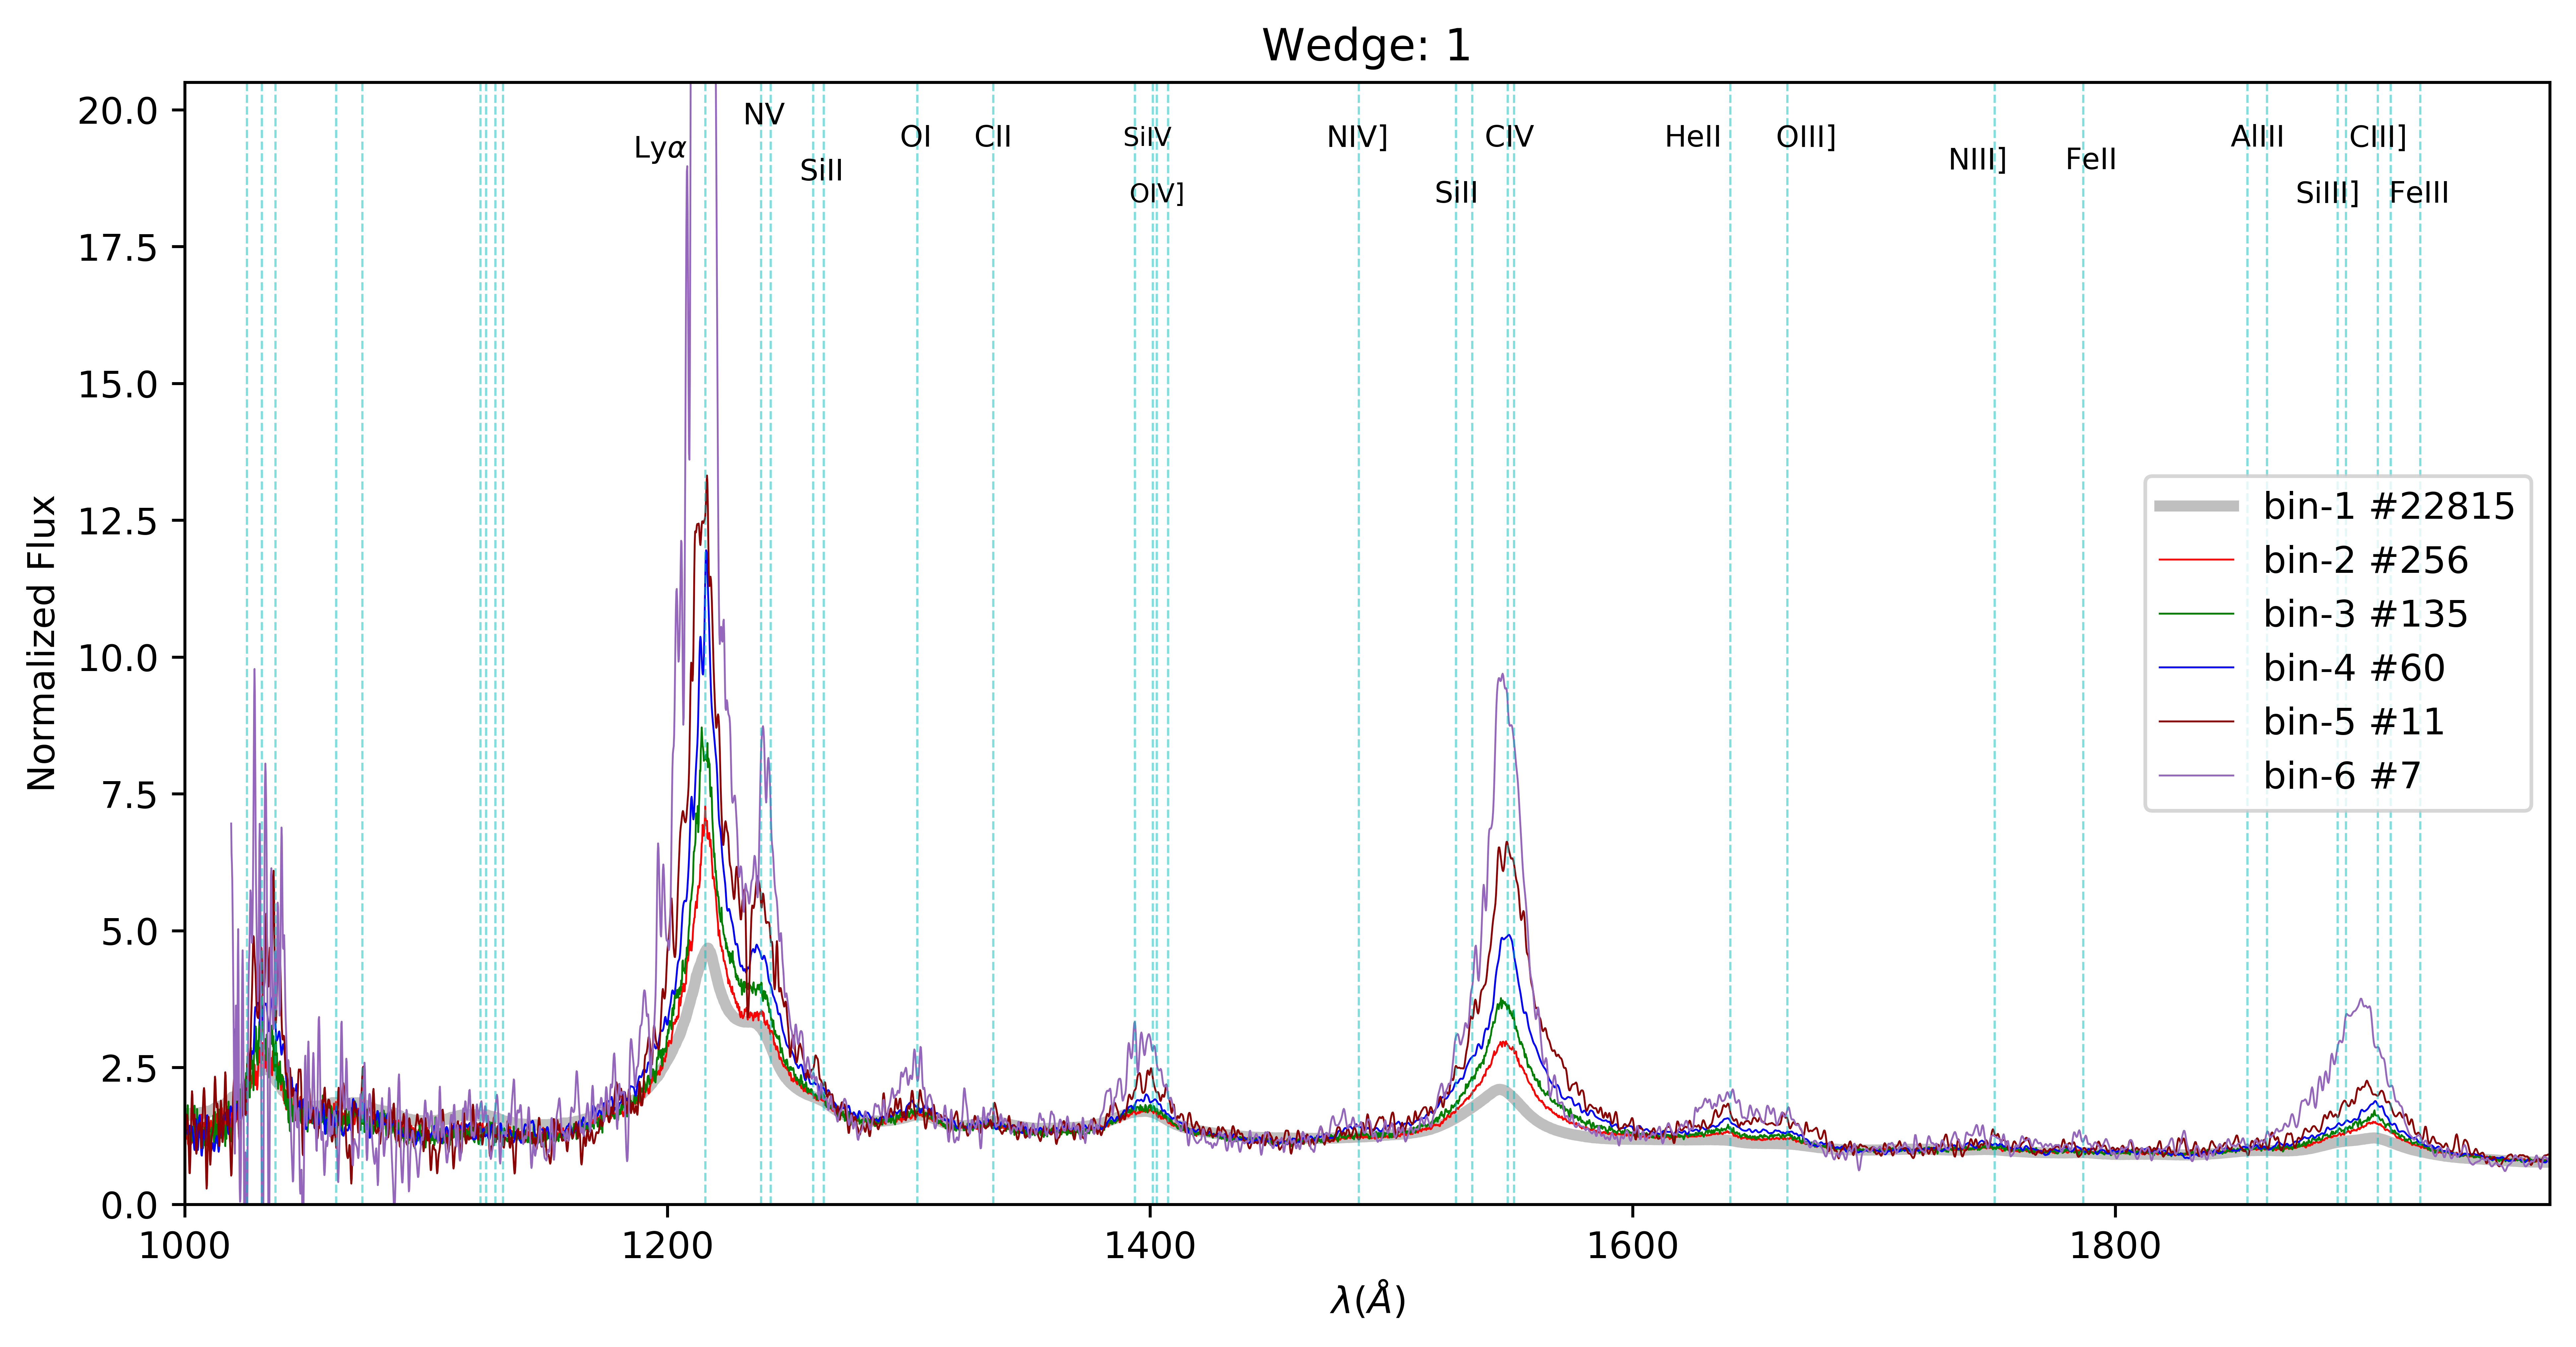 Wedge: 1
Normalized Flux
20.0
17.5
15.0
12.5
10.0
7.5
5.0
2.5
0.0
Lyα
NV
SiII
OI
CII
SiIV
OIV]
NIV]
SiII
CIV
HeII
OIII]
NIII]
FeII
AlIII
SiIII]
CIII]
FeIII
bin-1 #22815
bin-2 #256
bin-3 #135
bin-4 #60
bin-5 #11
bin-6 #7
1000 1200 1400 1600 1800
λ(Å)